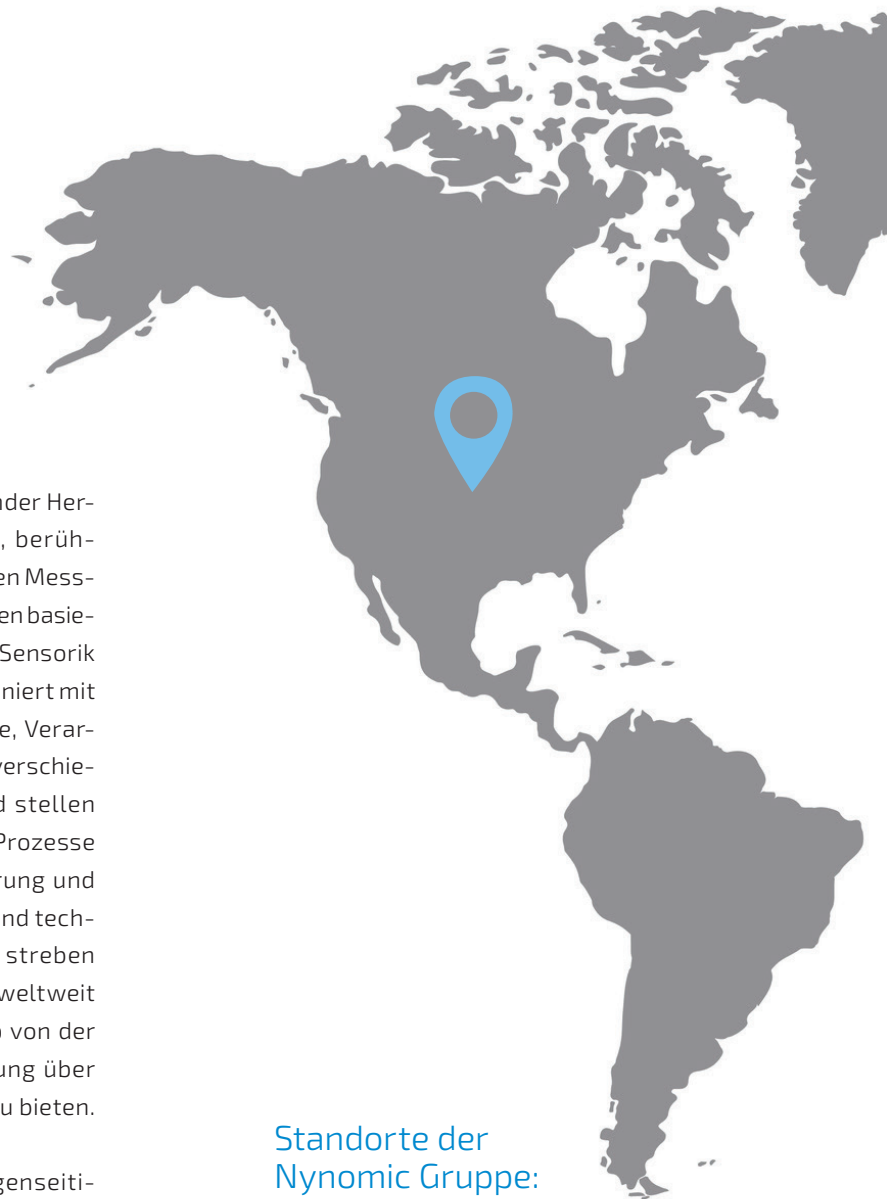 nder Her-
, berüh-
en Mess-
en basie-
Sensorik
niert mit
e, Verar-
verschie-
d stellen
Prozesse
rung und
nd tech-
streben
weltweit
von der
ung über
u bieten.
genseiti-
Standorte der
Nynomic Gruppe: